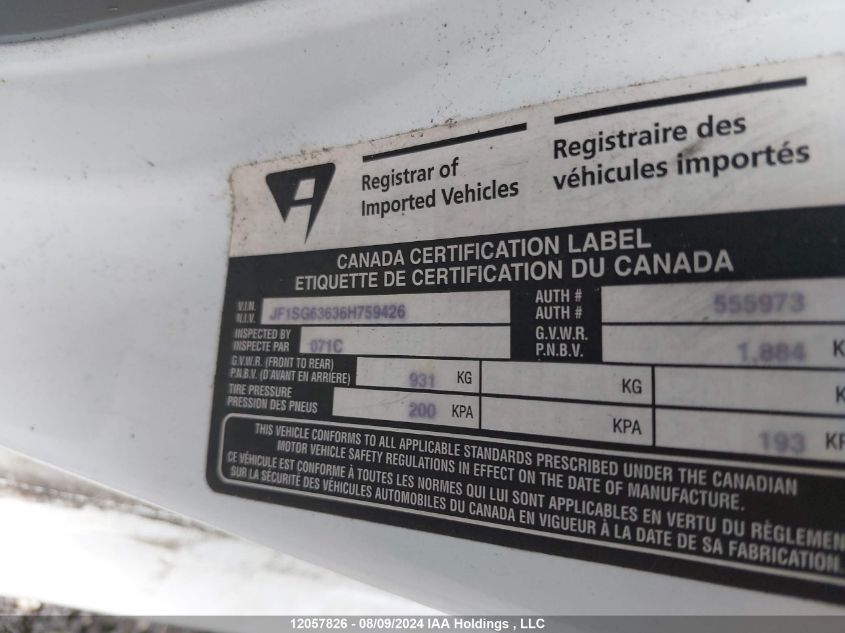 Registrar of
Imported Vehicles
Registraire des
véhicules importés
CANADA CERTIFICATION LABEL
ETIQUETTE DE CERTIFICATION DU CANADA
V.I.N.
N.I.V.
JF1SG63636H759426
AUTH #
AUTH #
555973
INSPECTED BY
INSPECTE PAR
071C
G.V.W.R.
P.N.B.V.
1,884
G.V.W.R. (FRONT TO REAR)
P.N.B.V. (D'AVANT EN ARRIÈRE)
931 KG
KG
TIRE PRESSURE
PRESSION DES PNEUS
200 KPA
KPA
193
THIS VEHICLE CONFORMS TO ALL APPLICABLE STANDARDS PRESCRIBED UNDER THE CANADIAN
MOTOR VEHICLE SAFETY REGULATIONS IN EFFECT ON THE DATE OF MANUFACTURE.
CE VÉHICULE EST CONFORME À TOUTES LES NORMES QUI LUI SONT APPLICABLES EN VERTU DU RÈGLEMEN
SUR LA SÉCURITÉ DES VÉHICULES AUTOMOBILES DU CANADA EN VIGUEUR À LA DATE DE SA FABRICATION.
12057826 - 08/09/2024 IAA Holdings , LLC